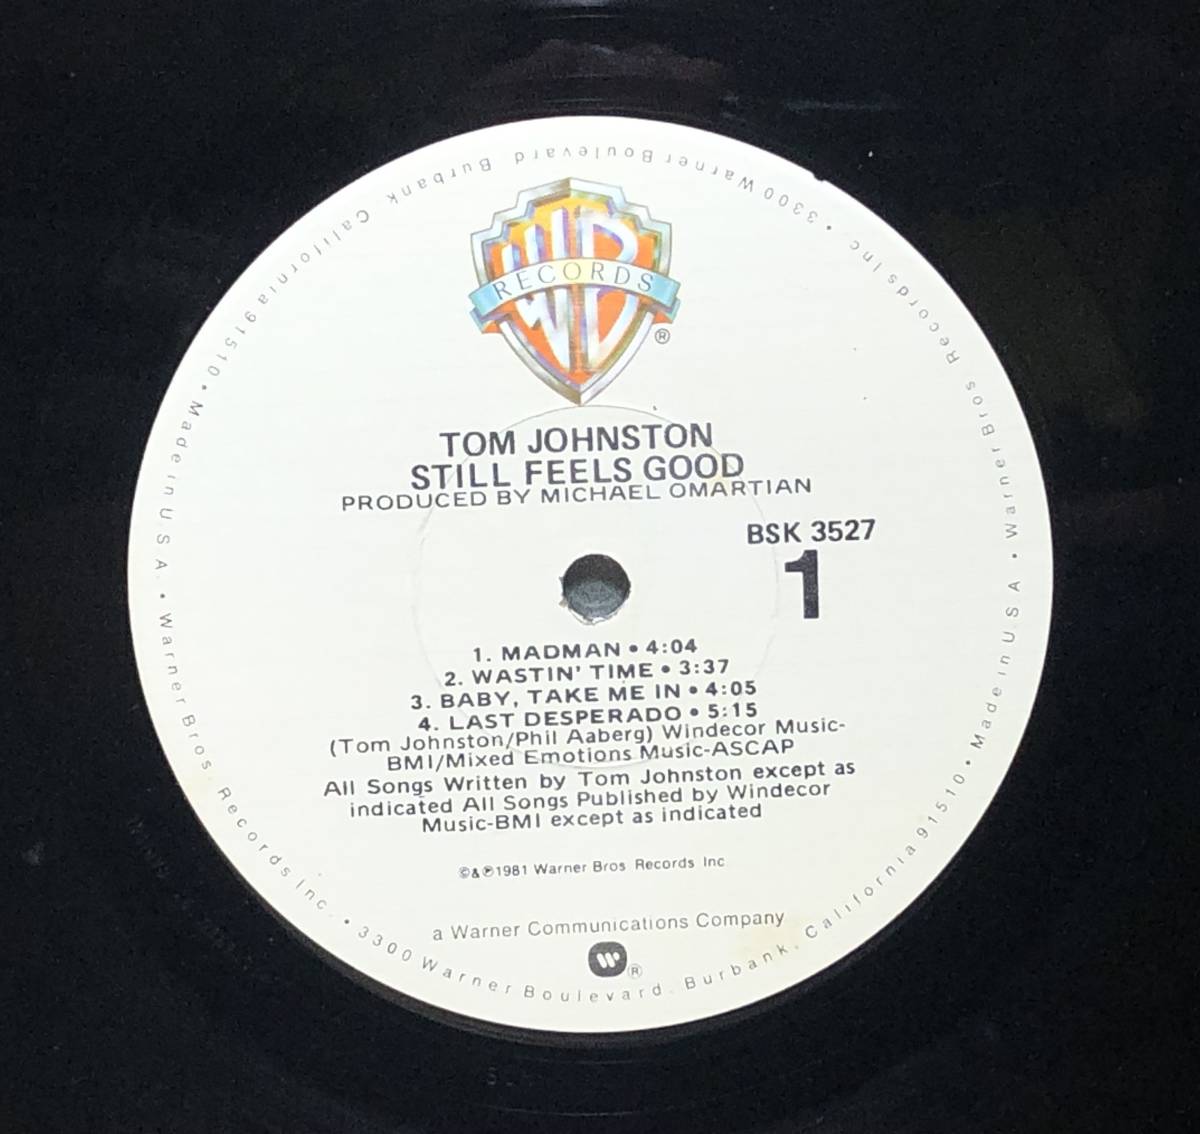 3300 Warner Boulevard Burbank California 91510 • Made in U.S.A. • Warner Bros. Records Inc. • 3300 Warner Boulevard. Burbank, California 91510 • Made in U.S.A. • Warner Bros Records Inc. •
WB
RECORDS
®
TOM JOHNSTON
STILL FEELS GOOD
PRODUCED BY MICHAEL OMARTIAN
BSK 3527
1
1. MADMAN • 4:04
2. WASTIN' TIME • 3:37
3. BABY, TAKE ME IN • 4:05
4. LAST DESPERADO • 5:15
(Tom Johnston/Phil Aaberg) Windecor Music-
BMI/Mixed Emotions Music-ASCAP
All Songs Written by Tom Johnston except as
indicated All Songs Published by Windecor
Music-BMI except as indicated
©&℗1981 Warner Bros Records Inc
a Warner Communications Company
®